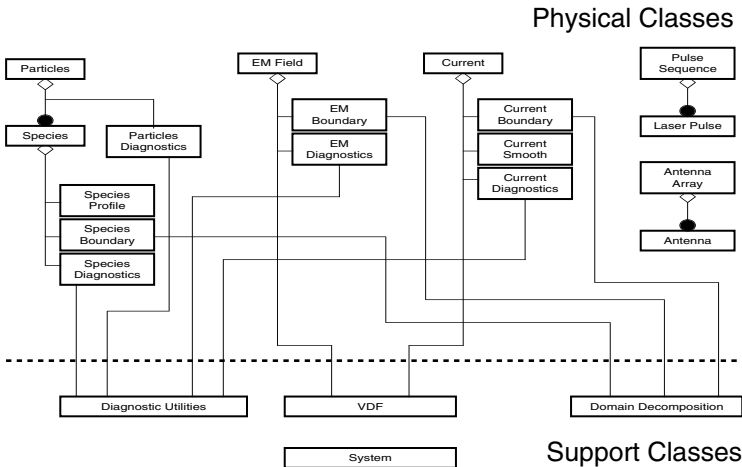 Physical Classes
Particles
EM Field
Current
Pulse
Sequence
Species
Particles
Diagnostics
EM
Boundary
EM
Diagnostics
Current
Boundary
Current
Smooth
Current
Diagnostics
Laser Pulse
Antenna
Array
Antenna
Species
Profile
Species
Boundary
Species
Diagnostics
Diagnostic Utilities
VDF
Domain Decomposition
System
Support Classes